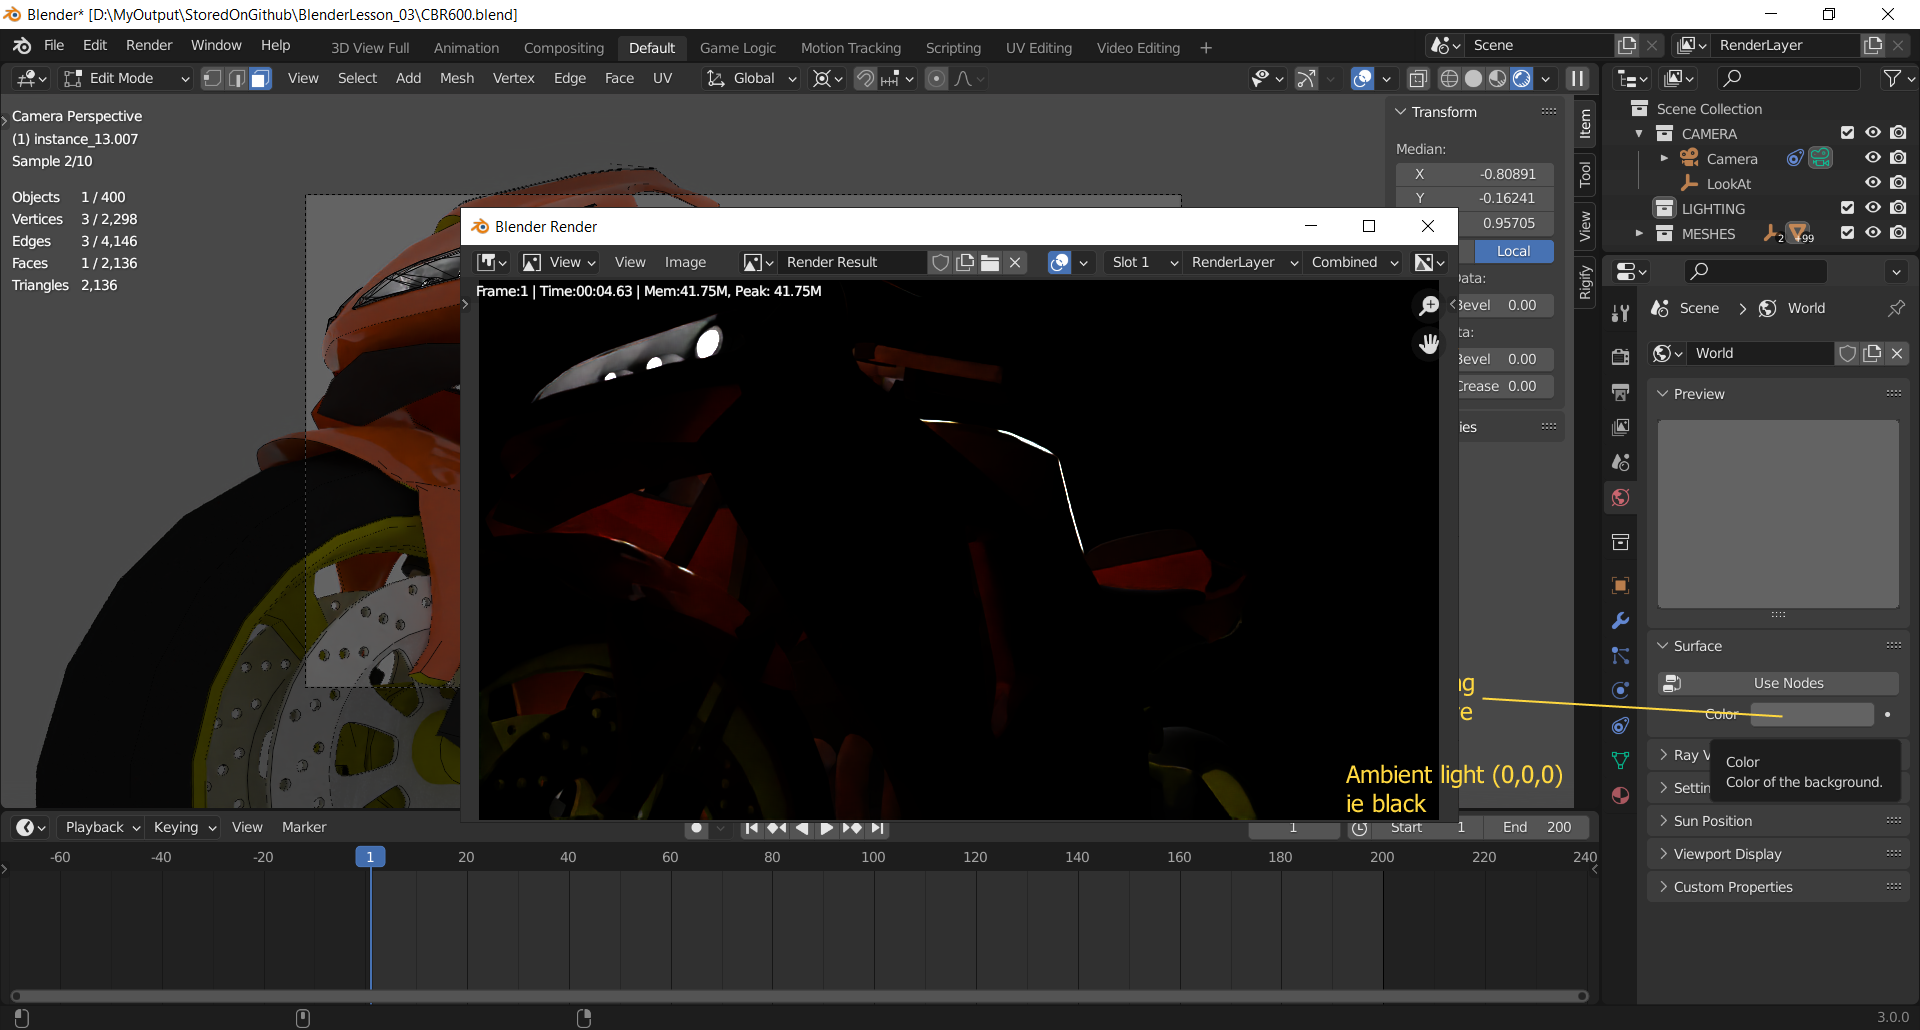 Blender* [D:\MyOutput\StoredOnGithub\BlenderLesson_03\CBR600.blend]
File Edit Render Window Help
3D View Full Animation Compositing Default Game Logic Motion Tracking Scripting UV Editing Video Editing +
Scene
RenderLayer
Edit Mode
View Select Add Mesh Vertex Edge Face UV
Global
Camera Perspective
(1) instance_13.007
Sample 2/10
Objects 1 / 400
Vertices 3 / 2,298
Edges 3 / 4,146
Faces 1 / 2,136
Triangles 2,136
Transform
Median:
X -0.80891
Y -0.16241
0.95705
Local
Data:
Bevel 0.00
ta:
Bevel 0.00
Crease 0.00
ies
Item
Tool
View
Rigify
Blender Render
View
View Image
Render Result
Slot 1
RenderLayer
Combined
Frame:1 | Time:00:04.63 | Mem:41.75M, Peak: 41.75M
ng
re
Ambient light (0,0,0)
ie black
Scene Collection
CAMERA
Camera
LookAt
LIGHTING
MESHES
2
+99
Scene > World
World
Preview
Surface
Use Nodes
Color
Ray V
Settin
Color
Color of the background.
Sun Position
Viewport Display
Custom Properties
Playback Keying View Marker
1
Start 1
End 200
-60 -40 -20 1 20 40 60 80 100 120 140 160 180 200 220 240
3.0.0